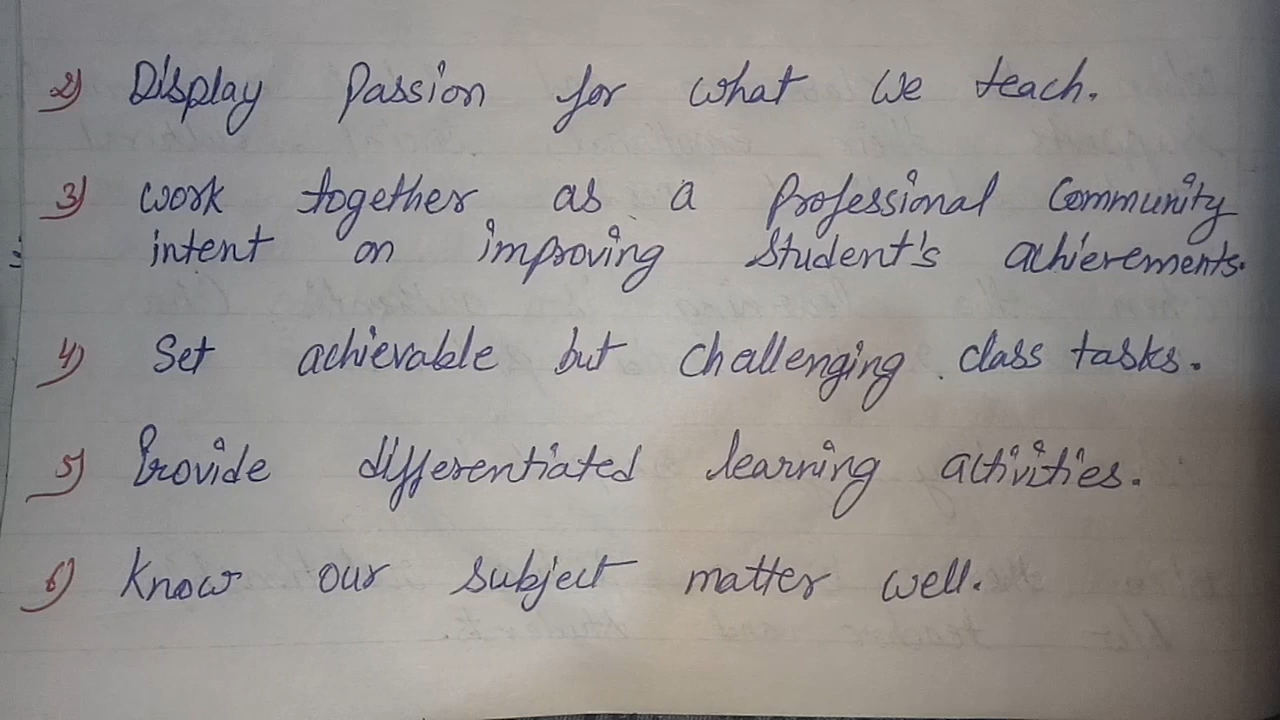 2) Display Passion for what we teach.
3) work together as a Professional Community
intent on improving student's achievements.
4) Set achievable but challenging class tasks.
5) Provide differentiated learning activities.
6) Know our subject matter well.